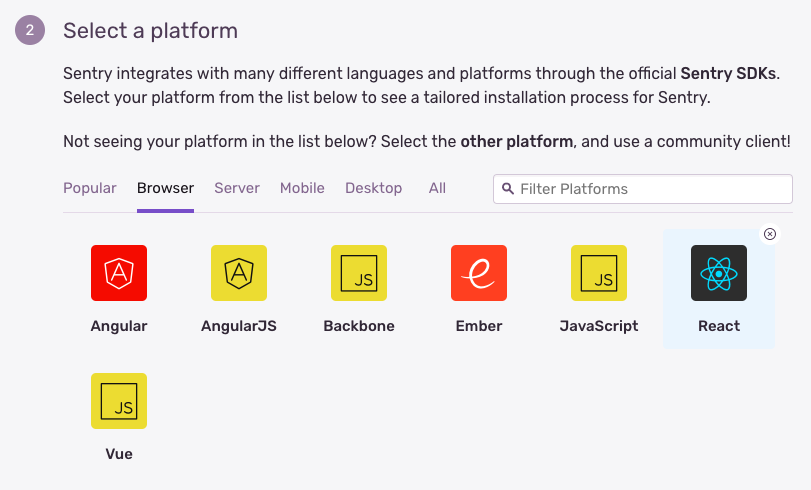 2
Select a platform
Sentry integrates with many different languages and platforms through the official Sentry SDKs.
Select your platform from the list below to see a tailored installation process for Sentry.
Not seeing your platform in the list below? Select the other platform, and use a community client!
Popular Browser Server Mobile Desktop All Filter Platforms
JS JS
Angular AngularJS Backbone Ember JavaScript React
JS
Vue